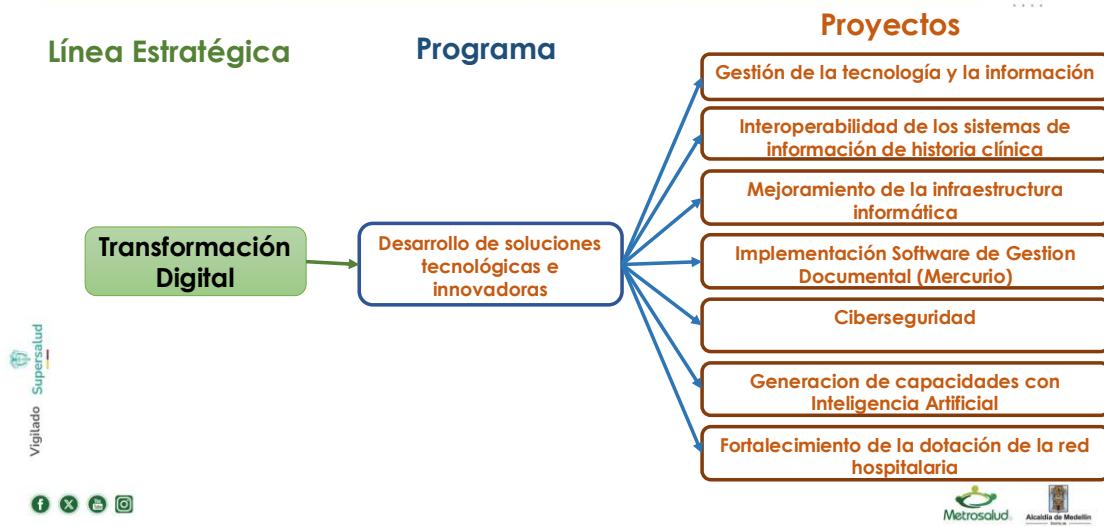 Línea Estratégica
Programa
Proyectos
Transformación
Digital
Desarrollo de soluciones
tecnológicas e
innovadoras
Gestión de la tecnología y la información
Interoperabilidad de los sistemas de
información de historia clínica
Mejoramiento de la infraestructura
informática
Implementación Software de Gestion
Documental (Mercurio)
Ciberseguridad
Generacion de capacidades con
Inteligencia Artificial
Fortalecimiento de la dotación de la red
hospitalaria
Vigilado Supersalud
Metrosalud
Alcaldía de Medellín